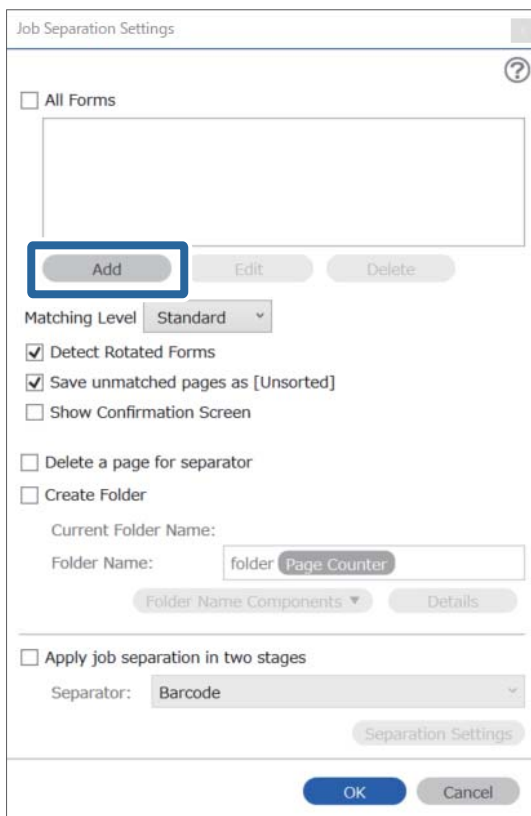 Job Separation Settings
?
All Forms
Add Edit Delete
Matching Level Standard
Detect Rotated Forms
Save unmatched pages as [Unsorted]
Show Confirmation Screen
Delete a page for separator
Create Folder
Current Folder Name:
Folder Name: folder Page Counter
Folder Name Components ▼ Details
Apply job separation in two stages
Separator: Barcode
Separation Settings
OK Cancel